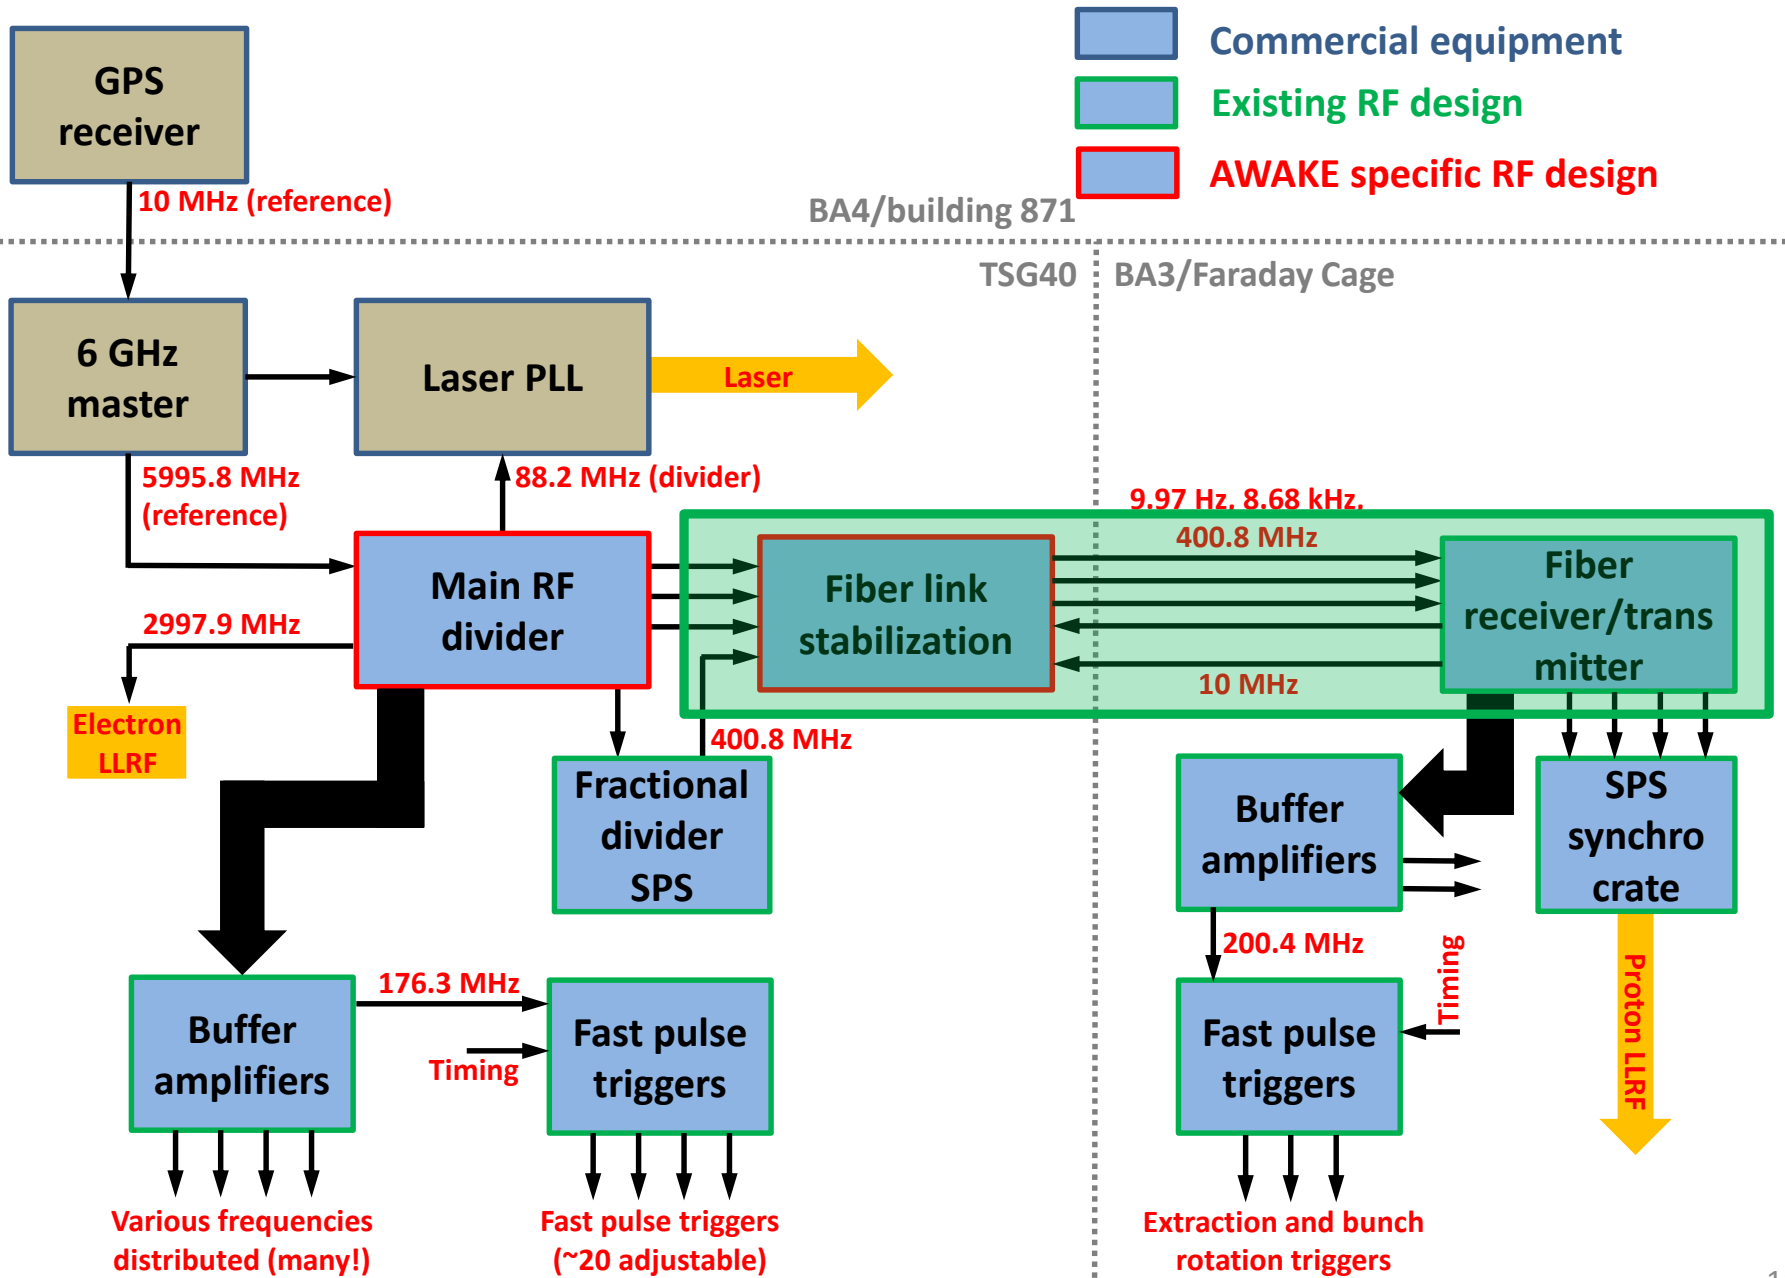 GPS
receiver
Commercial equipment
Existing RF design
AWAKE specific RF design
10 MHz (reference)
BA4/building 871
TSG40
BA3/Faraday Cage
6 GHz
master
Laser PLL
Laser
5995.8 MHz
(reference)
88.2 MHz (divider)
9.97 Hz, 8.68 kHz,
400.8 MHz
Main RF
divider
Fiber link
stabilization
Fiber
receiver/trans
mitter
2997.9 MHz
10 MHz
Electron
LLRF
400.8 MHz
Fractional
divider
SPS
Buffer
amplifiers
SPS
synchro
crate
200.4 MHz
Timing
Proton LLRF
176.3 MHz
Buffer
amplifiers
Timing
Fast pulse
triggers
Fast pulse
triggers
Various frequencies
distributed (many!)
Fast pulse triggers
(~20 adjustable)
Extraction and bunch
rotation triggers